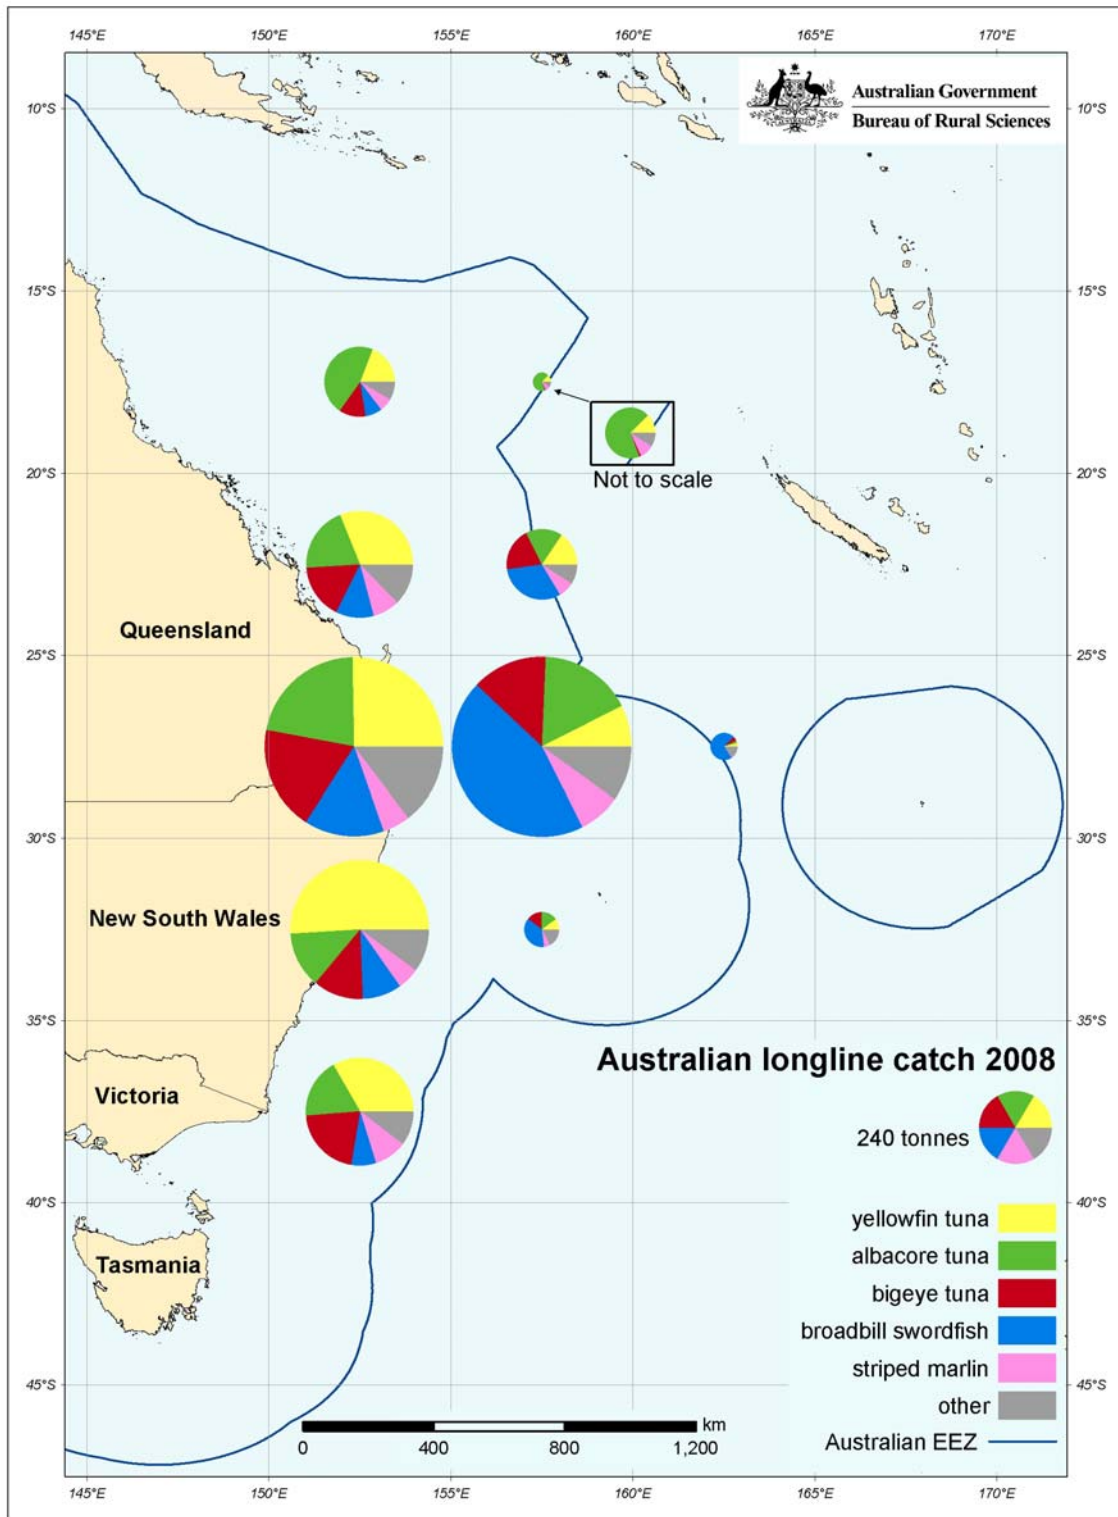 145°E 150°E 155°E 160°E 165°E 170°E
Australian Government
Bureau of Rural Sciences
10°S 10°S
15°S 15°S
20°S 20°S
Not to scale
Queensland
25°S 25°S
30°S 30°S
New South Wales
35°S 35°S
Australian longline catch 2008
Victoria
240 tonnes
40°S 40°S
yellowfin tuna
albacore tuna
Tasmania
bigeye tuna
broadbill swordfish
striped marlin
45°S 45°S
other
km
0 400 800 1,200
Australian EEZ
145°E 150°E 155°E 160°E 165°E 170°E